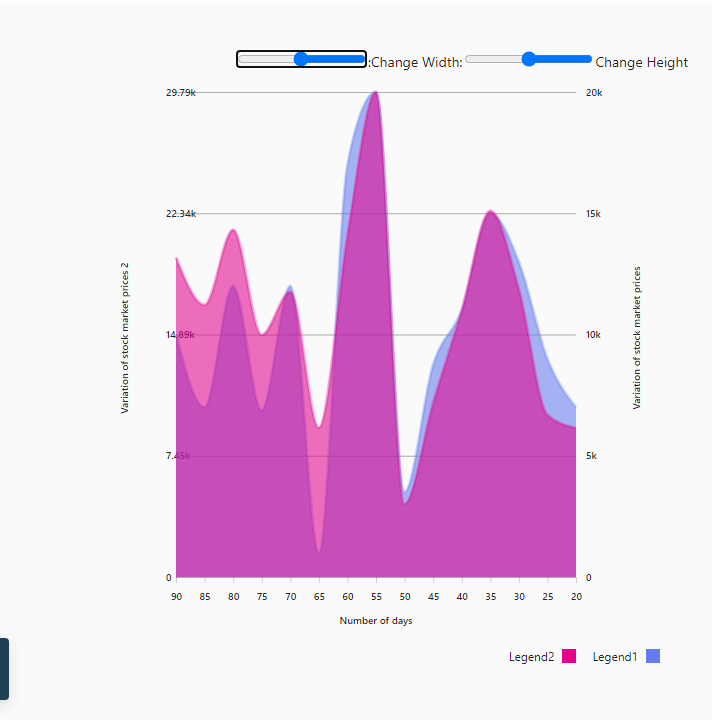 :Change Width: Change Height
29.79k
22.34k
14.89k
7.45k
0
20k
15k
10k
5k
0
Variation of stock market prices 2
Variation of stock market prices
90 85 80 75 70 65 60 55 50 45 40 35 30 25 20
Number of days
Legend2 Legend1